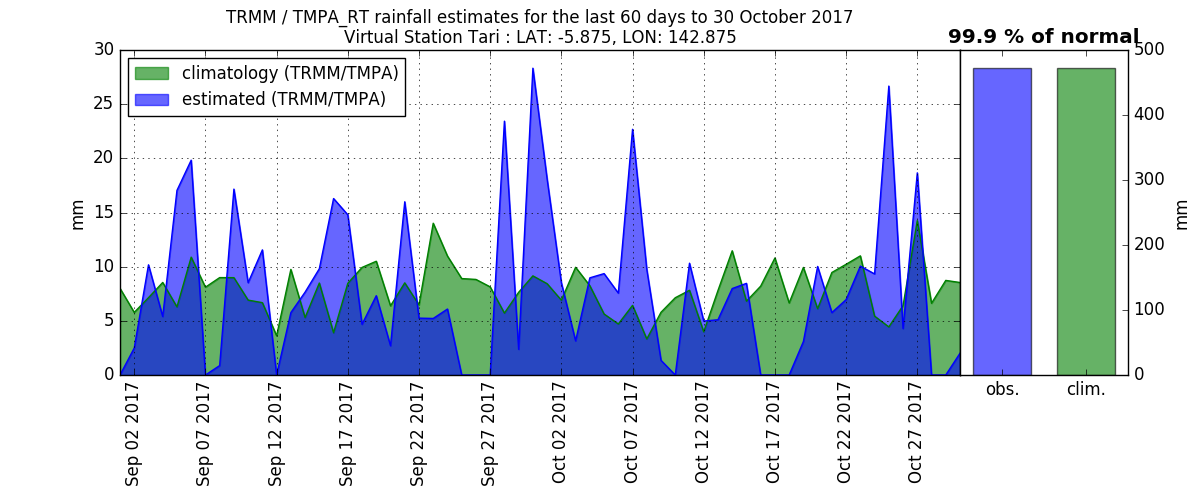 TRMM / TMPA_RT rainfall estimates for the last 60 days to 30 October 2017
Virtual Station Tari : LAT: -5.875, LON: 142.875
99.9 % of normal
climatology (TRMM/TMPA)
estimated (TRMM/TMPA)
mm
30
25
20
15
10
5
0
Sep 02 2017
Sep 07 2017
Sep 12 2017
Sep 17 2017
Sep 22 2017
Sep 27 2017
Oct 02 2017
Oct 07 2017
Oct 12 2017
Oct 17 2017
Oct 22 2017
Oct 27 2017
obs.
clim.
500
400
300
200
100
0
mm